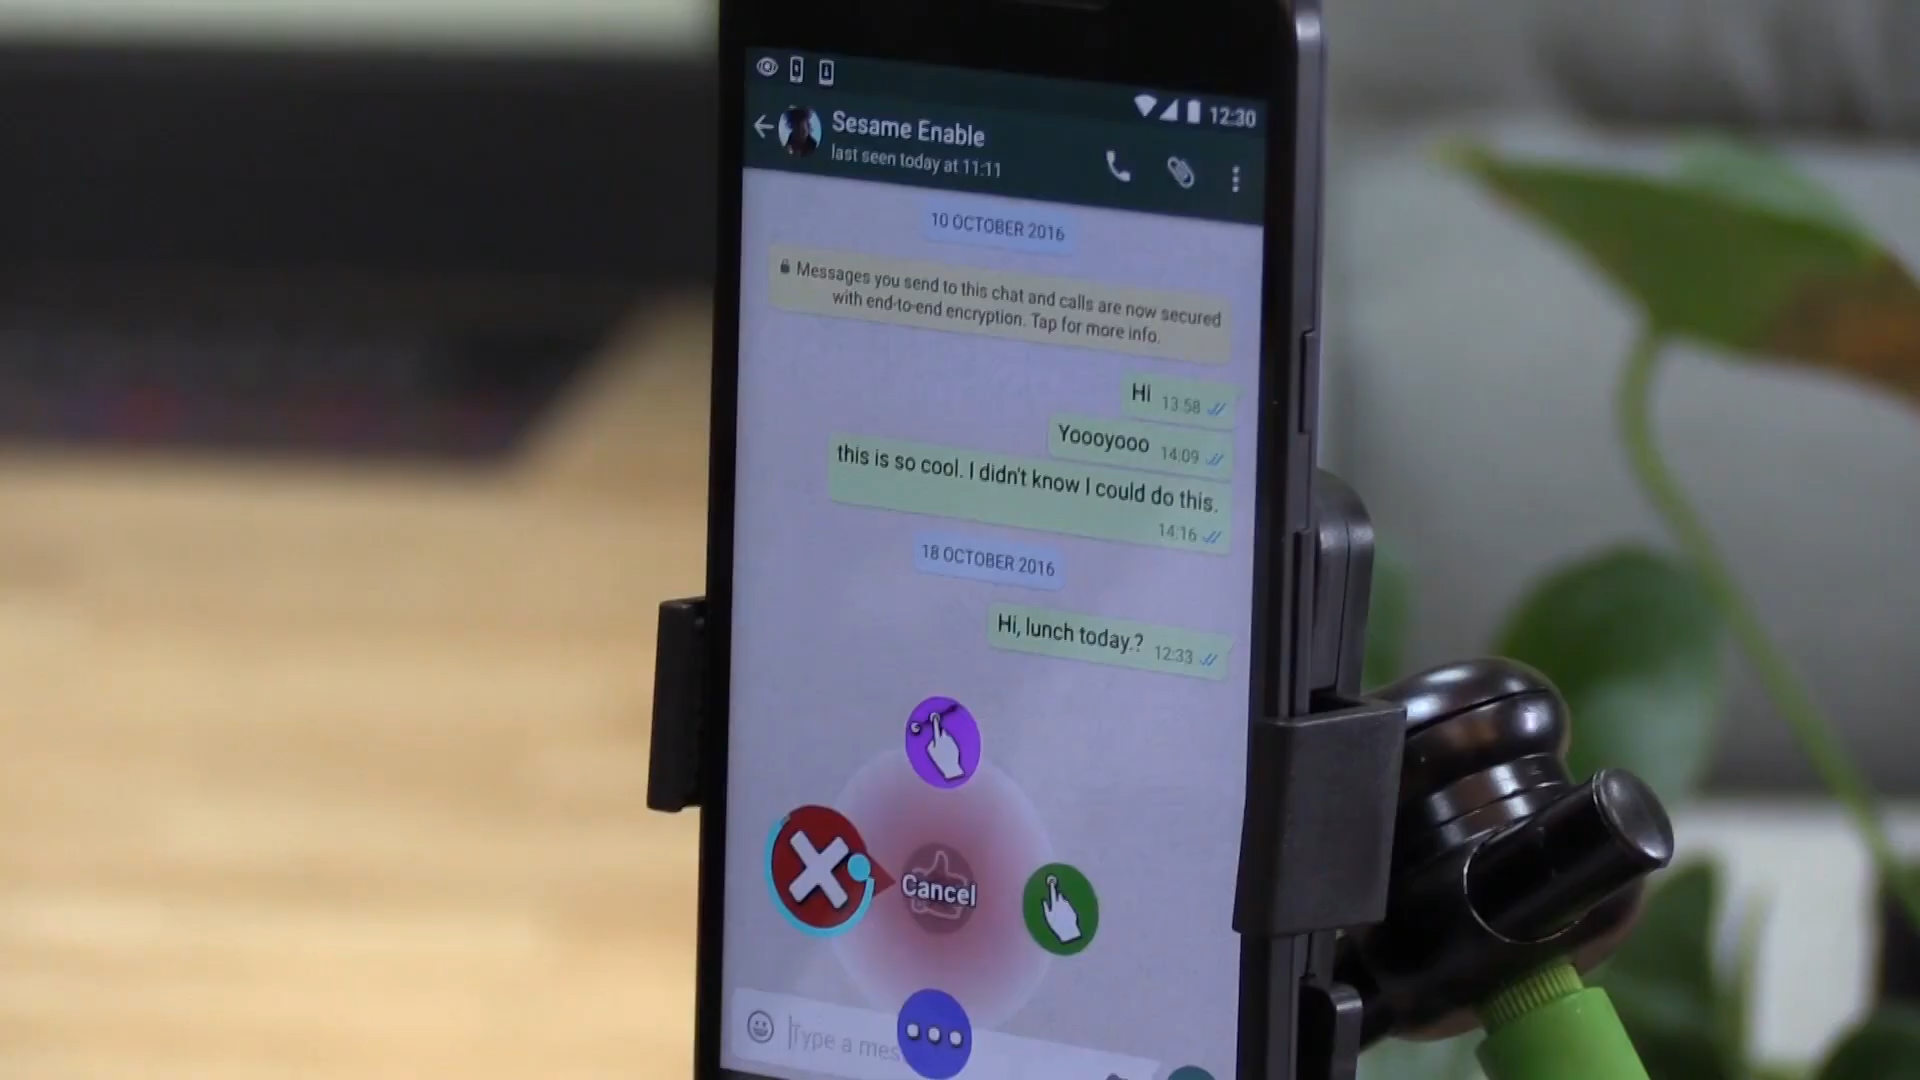 12:30
Sesame Enable
last seen today at 11:11
10 OCTOBER 2016
Messages you send to this chat and calls are now secured
with end-to-end encryption. Tap for more info.
Hi 13:58
Yoooyooo 14:09
this is so cool. I didn't know I could do this.
14:16
18 OCTOBER 2016
Hi, lunch today.? 12:33
Cancel
Type a mes